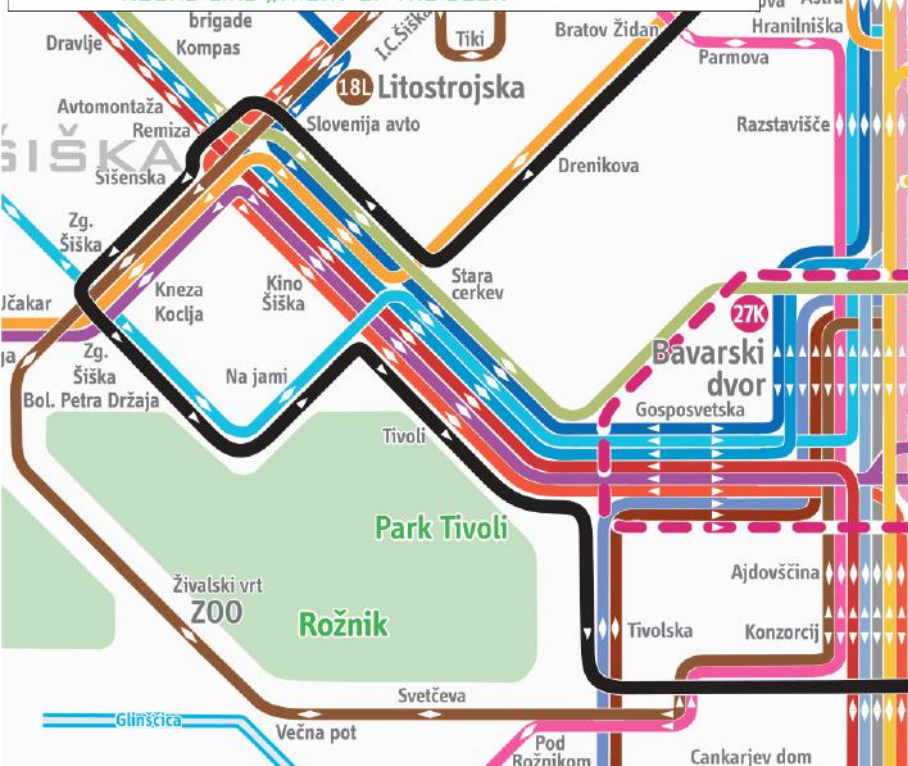 brigade
Dravlje
Kompas
I.C.Šiška
Tiki
Bratov Židan
Hranilniška
Parmova
18L Litostrojska
Avtomontaža
Remiza
Slovenija avto
Razstavišče
ŠIŠKA
Šišenska
Drenikova
Zg.
Šiška
Kneza
Koclja
Kino
Šiška
Stara
cerkev
27K
Bavarski
dvor
Zg.
Šiška
Bol. Petra Držaja
Na jami
Gosposvetska
Tivoli
Park Tivoli
Ajdovščina
Živalski vrt
ZOO
Rožnik
Tivolska
Konzorcij
Svetčeva
Glinščica
Večna pot
Pod
Rožnikom
Cankarjev dom